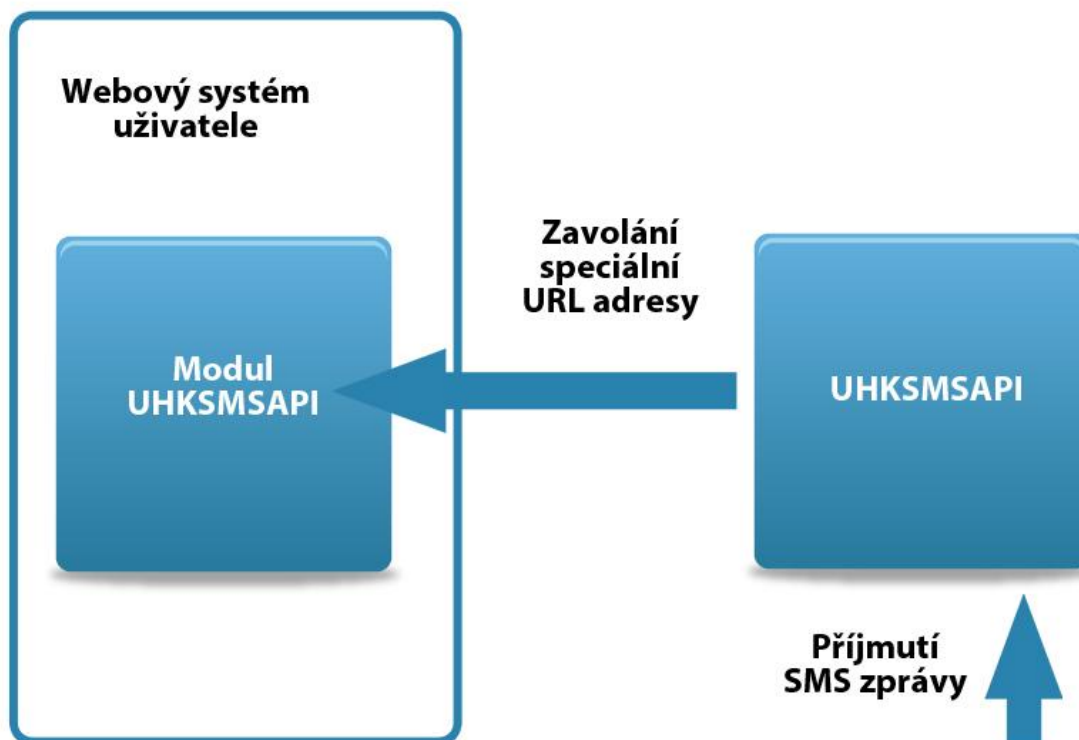 Webový systém
uživatele
Zavolání
speciální
URL adresy
Modul
UHKSMSAPI
UHKSMSAPI
Příjmutí
SMS zprávy